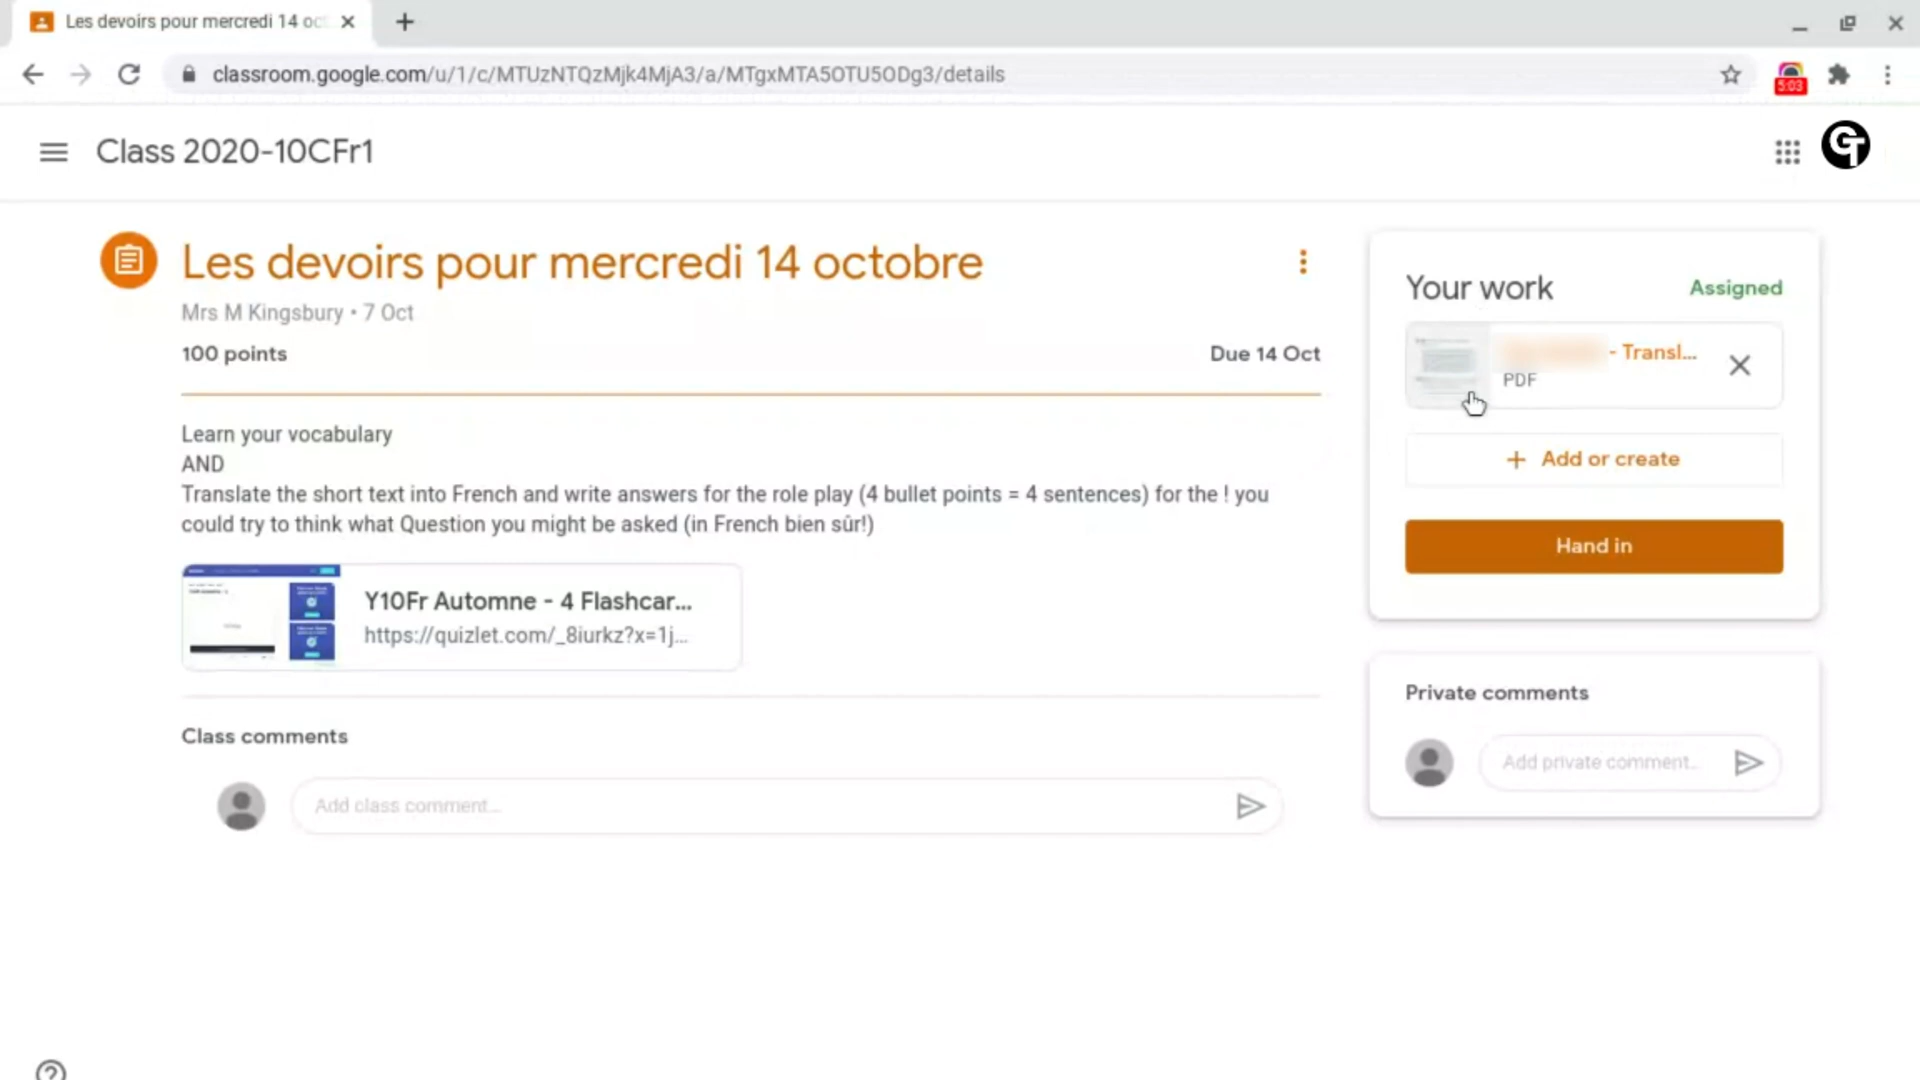 Les devoirs pour mercredi 14 oct
classroom.google.com/u/1/c/MTUzNTQzMjk4MjA3/a/MTgxMTA5OTU5ODg3/details
5:03
Class 2020-10CFr1
GT
Les devoirs pour mercredi 14 octobre
Mrs M Kingsbury • 7 Oct
100 points
Due 14 Oct
Learn your vocabulary
AND
Translate the short text into French and write answers for the role play (4 bullet points = 4 sentences) for the ! you
could try to think what Question you might be asked (in French bien sûr!)
Y10Fr Automne - 4 Flashcar...
https://quizlet.com/_8iurkz?x=1j...
Class comments
Add class comment...
Your work
Assigned
- Transl...
PDF
+ Add or create
Hand in
Private comments
Add private comment...